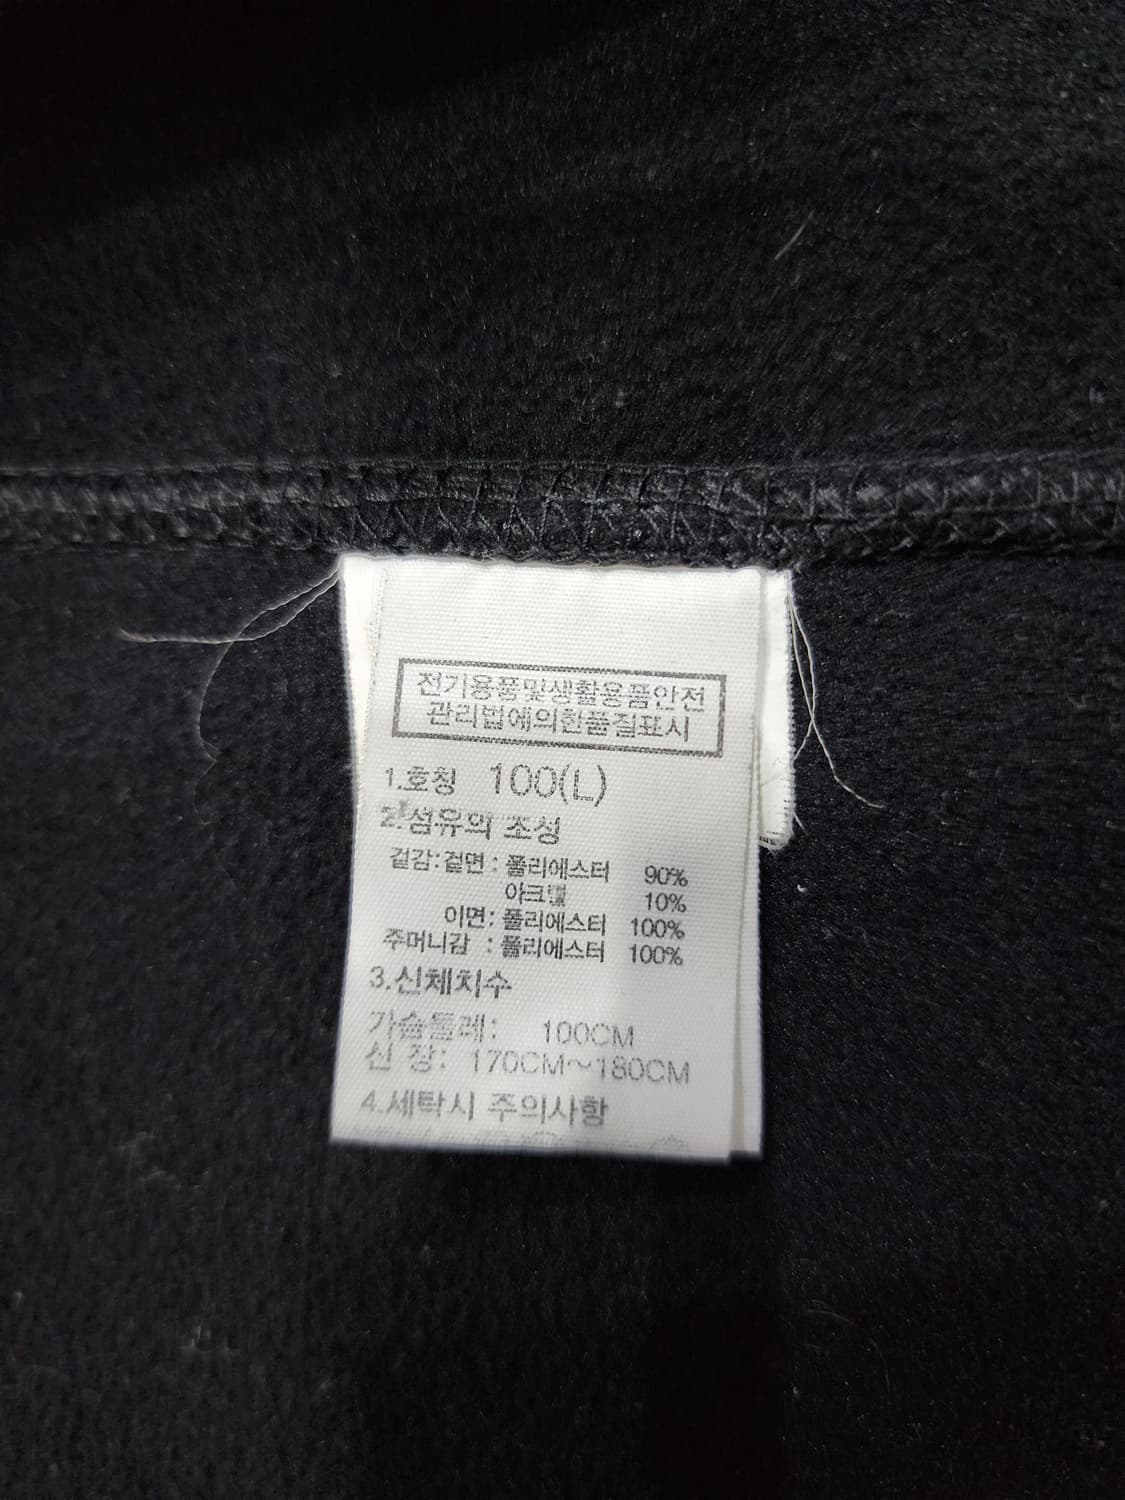 전기용품및생활용품안전
관리법에의한품질표시
1.호칭 100(L)
2.섬유의 조성
겉감:겉면 : 폴리에스터 90%
아크릴 10%
이면: 폴리에스터 100%
주머니감 : 폴리에스터 100%
3.신체치수
가슴둘레: 100CM
신 장: 170CM~180CM
4.세탁시 주의사항